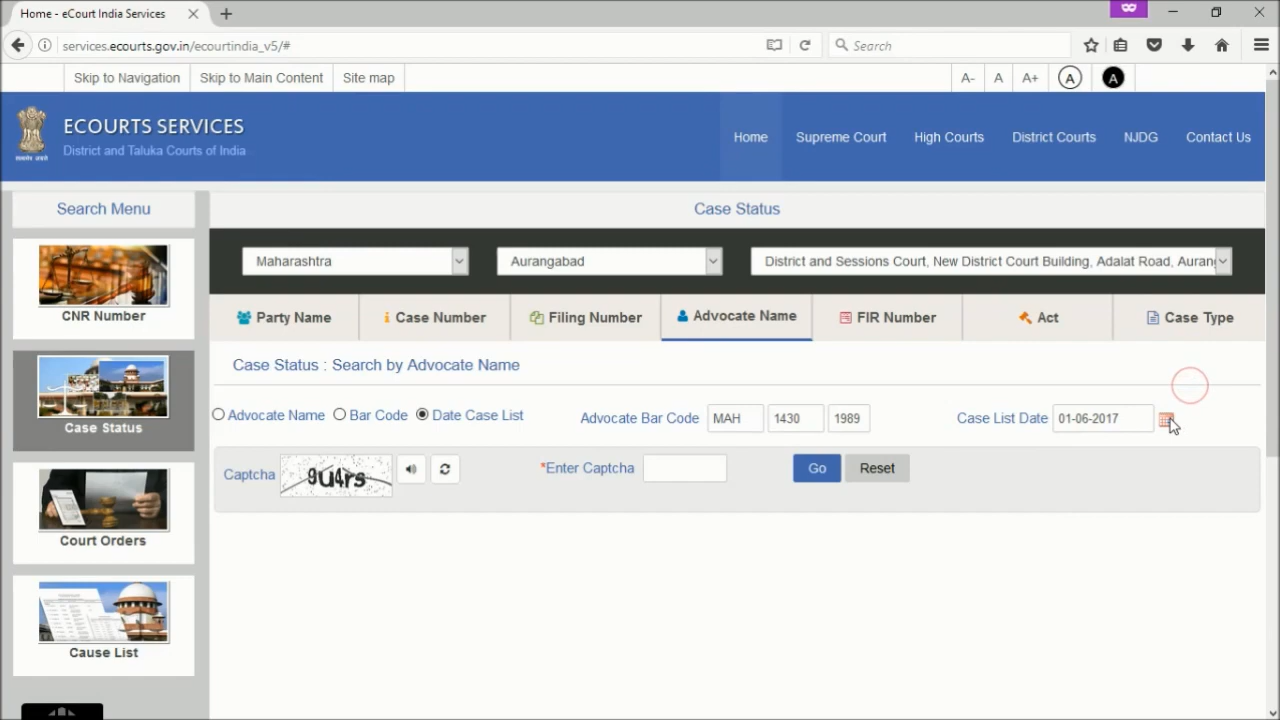 Home - eCourt India Services
services.ecourts.gov.in/ecourtindia_v5/#
Search
Skip to Navigation
Skip to Main Content
Site map
A-
A
A+
A
A
ECOURTS SERVICES
District and Taluka Courts of India
Home
Supreme Court
High Courts
District Courts
NJDG
Contact Us
Search Menu
CNR Number
Case Status
Court Orders
Cause List
Case Status
Maharashtra
Aurangabad
District and Sessions Court, New District Court Building, Adalat Road, Aurang
Party Name
Case Number
Filing Number
Advocate Name
FIR Number
Act
Case Type
Case Status : Search by Advocate Name
Advocate Name
Bar Code
Date Case List
Advocate Bar Code
MAH
1430
1989
Case List Date
01-06-2017
Captcha
9u4rs
*Enter Captcha
Go
Reset